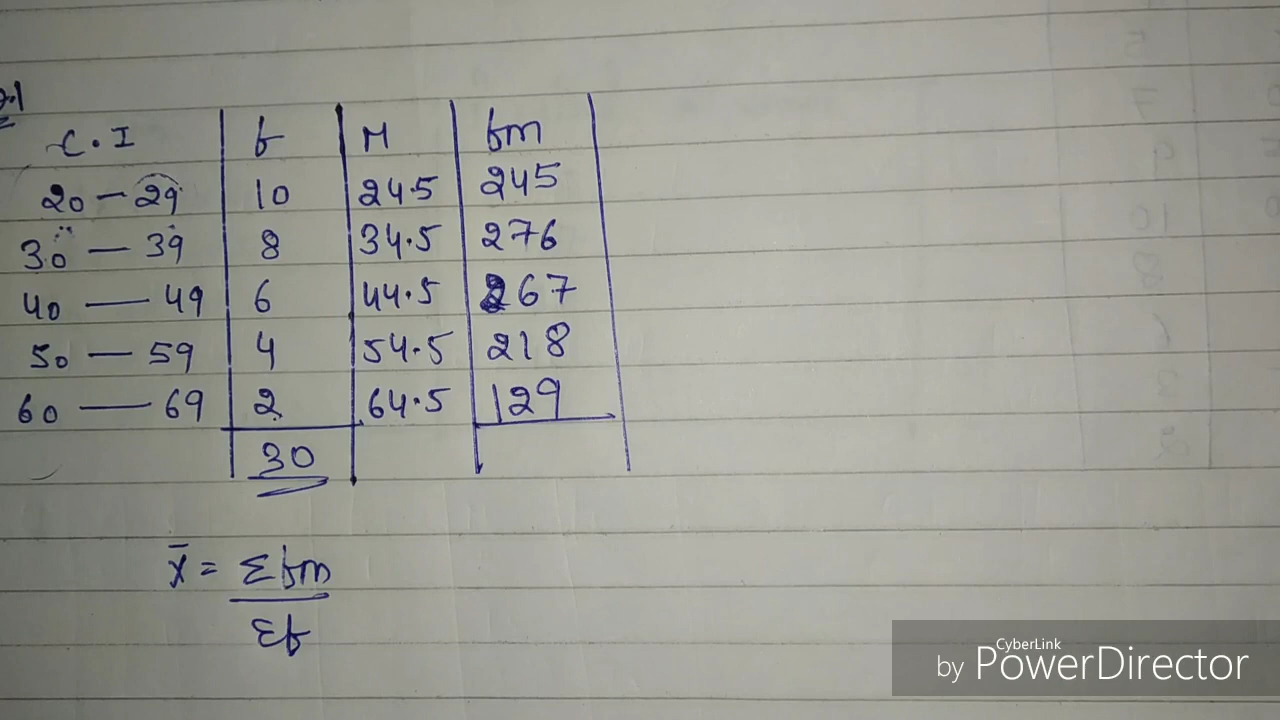 Q.1
C.I f M fm
20 — 29 10 24.5 245
30 — 39 8 34.5 276
40 — 49 6 44.5 267
50 — 59 4 54.5 218
60 — 69 2 64.5 129
30
x̄ = Σfm
Σf
CyberLink
by PowerDirector